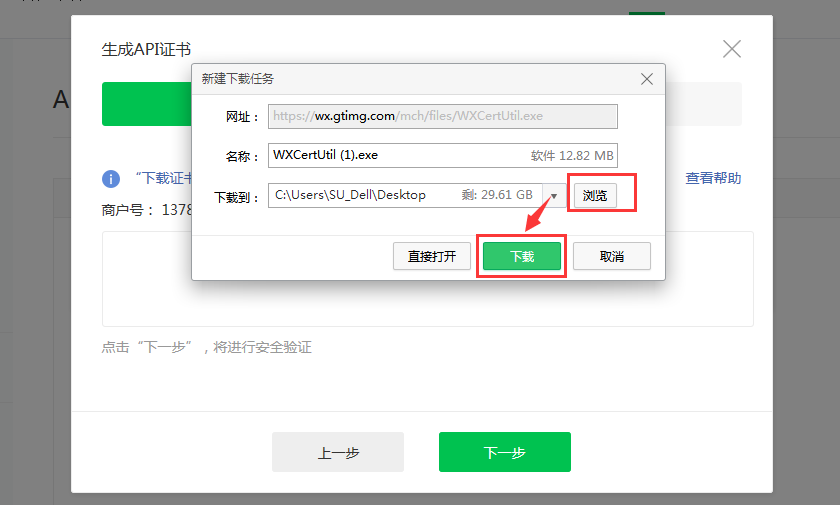 生成API证书
新建下载任务
A
网址： https://wx.gtimg.com/mch/files/WXCertUtil.exe
名称： WXCertUtil (1).exe 软件 12.82 MB
“下载证书 查看帮助
下载到： C:\Users\SU_Dell\Desktop 剩: 29.61 GB 浏览
商户号： 1378
直接打开 下载 取消
点击“下一步”，将进行安全验证
上一步 下一步